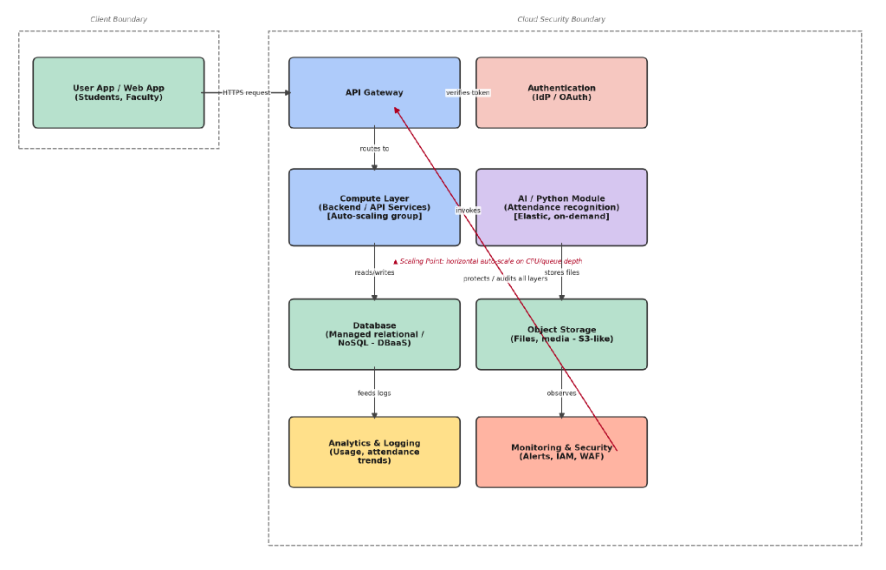 Client Boundary
Cloud Security Boundary
User App / Web App
(Students, Faculty)
HTTPS request
API Gateway
verifies token
Authentication
(IdP / OAuth)
routes to
Compute Layer
(Backend / API Services)
[Auto-scaling group]
invokes
AI / Python Module
(Attendance recognition)
[Elastic, on-demand]
▲ Scaling Point: horizontal auto-scale on CPU/queue depth
reads/writes
protects / audits all layers
stores files
Database
(Managed relational /
NoSQL - DBaaS)
Object Storage
(Files, media - S3-like)
feeds logs
observes
Analytics & Logging
(Usage, attendance
trends)
Monitoring & Security
(Alerts, IAM, WAF)